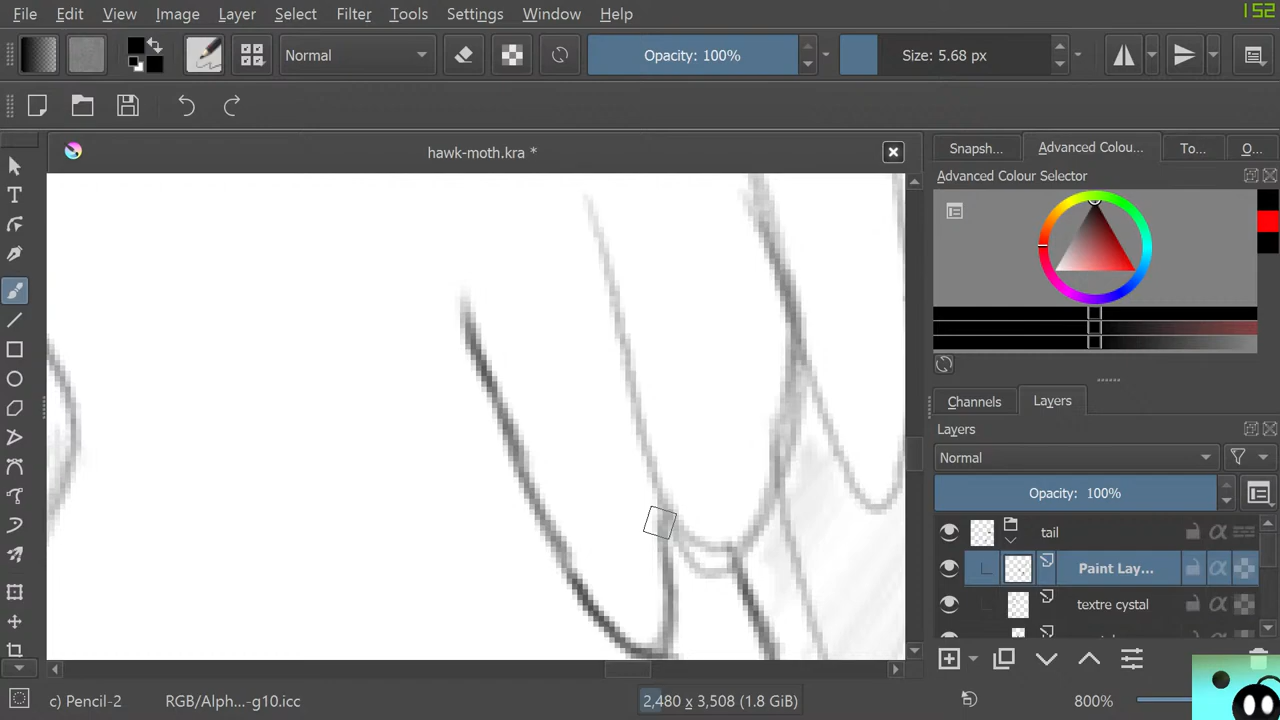 File Edit View Image Layer Select Filter Tools Settings Window Help
152
Normal
Opacity: 100%
Size: 5.68 px
hawk-moth.kra *
Snapsh... Advanced Colou... To... O...
Advanced Colour Selector
Channels Layers
Layers
Normal
Opacity: 100%
tail
Paint Lay...
textre cystal
c) Pencil-2
RGB/Alph...-g10.icc
2,480 x 3,508 (1.8 GiB)
800%